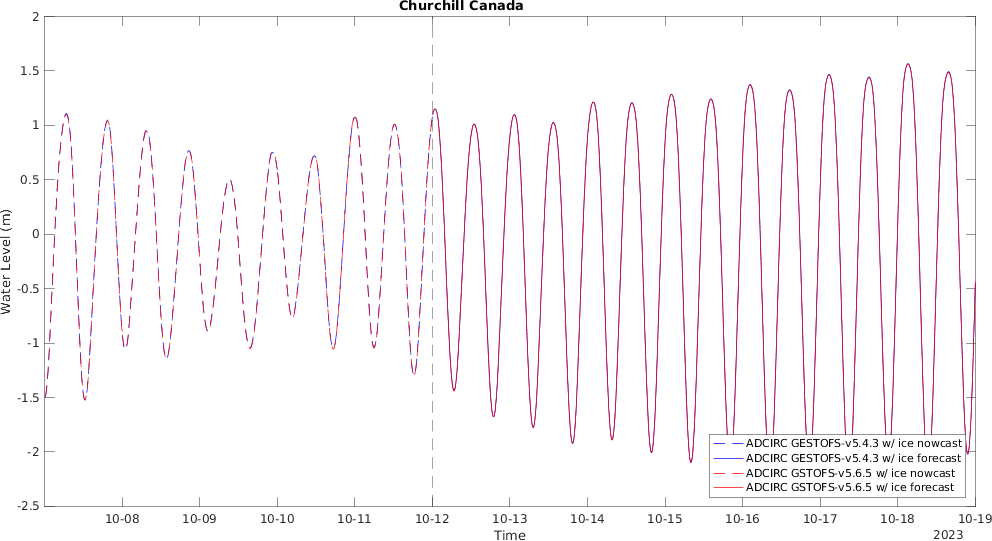 Churchill Canada
2
1.5
1
0.5
0
-0.5
-1
-1.5
-2
-2.5
Water Level (m)
ADCIRC GESTOFS-v5.4.3 w/ ice nowcast
ADCIRC GESTOFS-v5.4.3 w/ ice forecast
ADCIRC GSTOFS-v5.6.5 w/ ice nowcast
ADCIRC GSTOFS-v5.6.5 w/ ice forecast
10-08 10-09 10-10 10-11 10-12 10-13 10-14 10-15 10-16 10-17 10-18 10-19
Time
2023